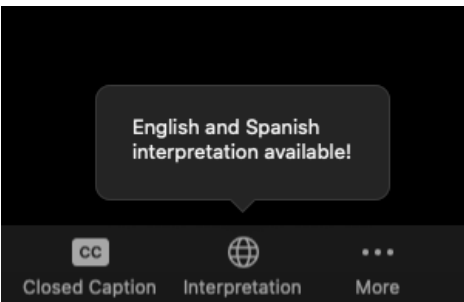 English and Spanish
interpretation available!
CC
Closed Caption Interpretation More